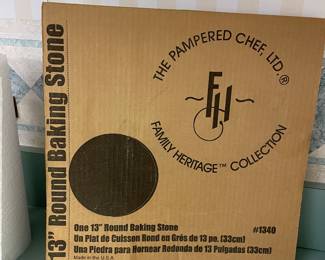 13" Round Baking Stone
THE PAMPERED CHEF, LTD.®
FH
FAMILY HERITAGE™ COLLECTION
One 13" Round Baking Stone #1340
Un Plat de Cuisson Rond en Grés de 13 po. (33cm)
Una Piedra para Hornear Redonda de 13 Pulgadas (33cm)
Made in the U.S.A.